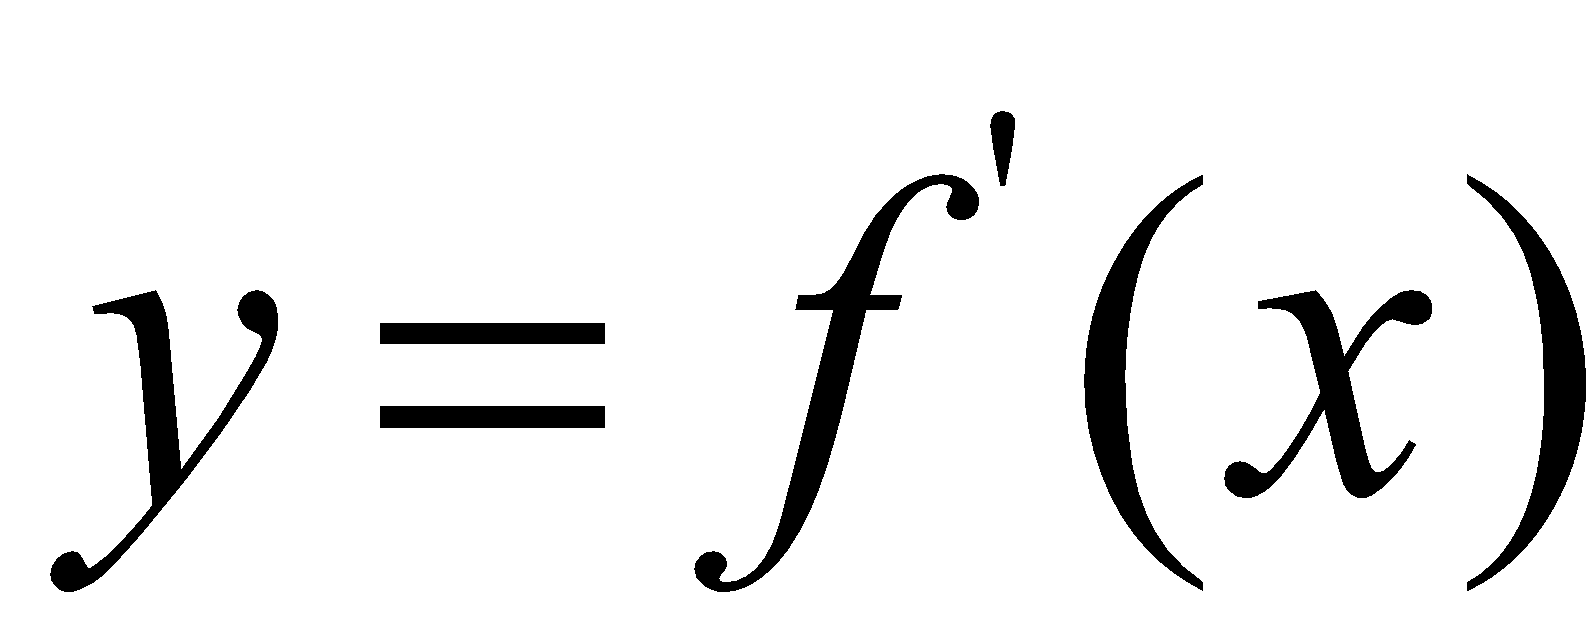 y = f'(x)